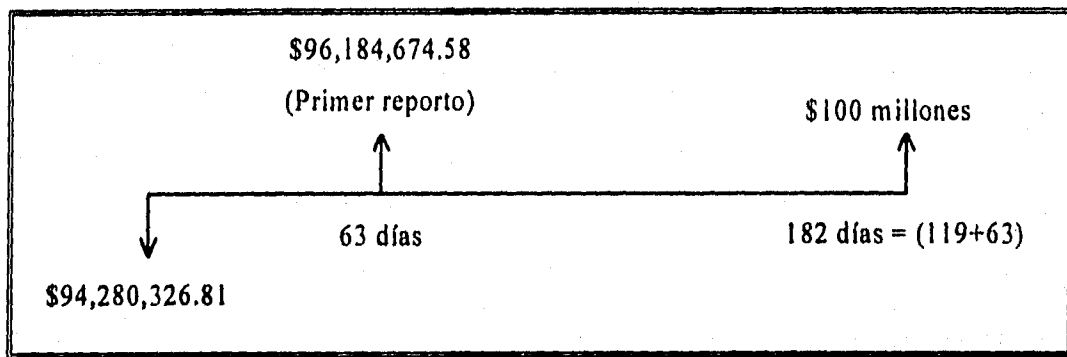 $96,184,674.58
(Primer reporto)
$100 millones
63 días
182 días = (119+63)
$94,280,326.81